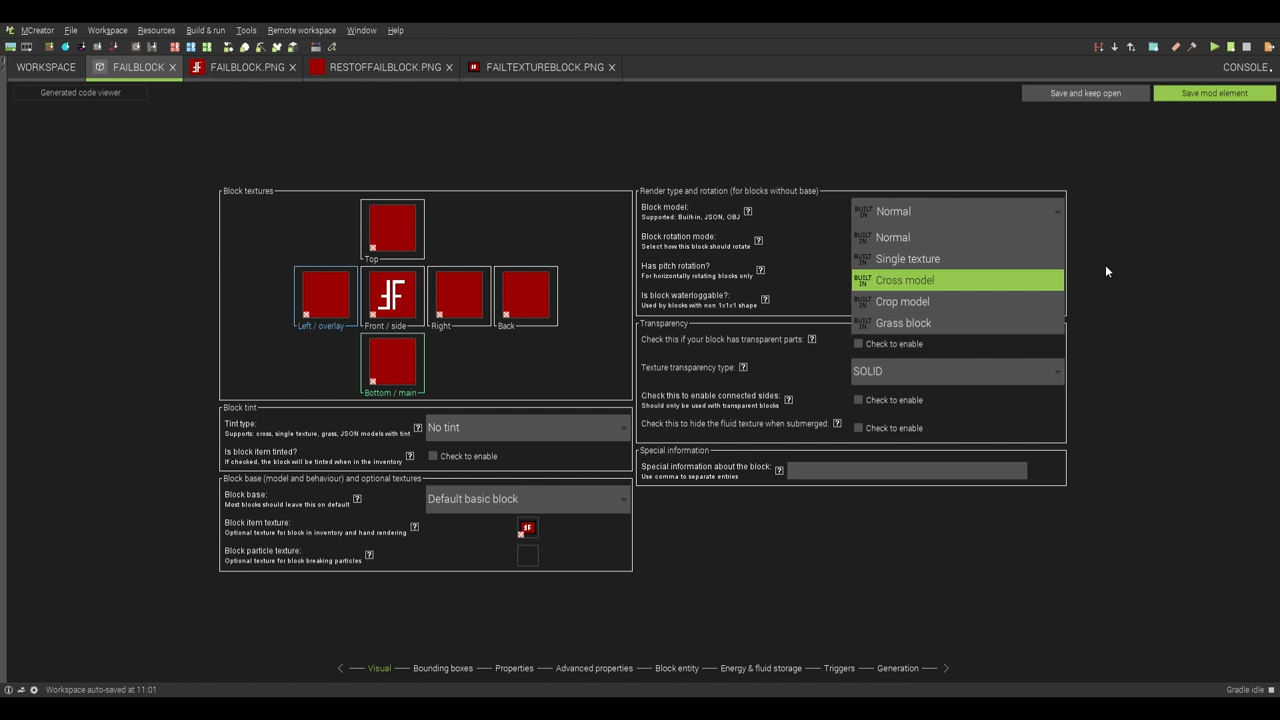 MCreator File Workspace Resources Build & run Tools Remote workspace Window Help
WORKSPACE FAILBLOCK FAILBLOCK.PNG RESTOFFAILBLOCK.PNG FAILTEXTUREBLOCK.PNG CONSOLE
Generated code viewer Save and keep open Save mod element
Block textures
Top
Left / overlay Front / side Right Back
Bottom / main
Block tint
Tint type:
Supports: cross, single texture, grass, JSON models with tint
No tint
Is block item tinted?
If checked, the block will be tinted when in the inventory
Check to enable
Block base (model and behaviour) and optional textures
Block base:
Most blocks should leave this on default
Default basic block
Block item texture:
Optional texture for block in inventory and hand rendering
Block particle texture:
Optional texture for block breaking particles
Render type and rotation (for blocks without base)
Block model:
Supported: Built-in, JSON, OBJ
BUILT IN Normal
Block rotation mode:
Select how this block should rotate
Has pitch rotation?
For horizontally rotating blocks only
Is block waterloggable?:
Used by blocks with non 1x1x1 shape
BUILT IN Normal
BUILT IN Single texture
BUILT IN Cross model
BUILT IN Crop model
BUILT IN Grass block
Transparency
Check this if your block has transparent parts:
Check to enable
Texture transparency type:
SOLID
Check this to enable connected sides:
Should only be used with transparent blocks
Check to enable
Check this to hide the fluid texture when submerged:
Check to enable
Special information
Special information about the block:
Use comma to separate entries
Visual Bounding boxes Properties Advanced properties Block entity Energy & fluid storage Triggers Generation
Workspace auto-saved at 11:01 Gradle idle